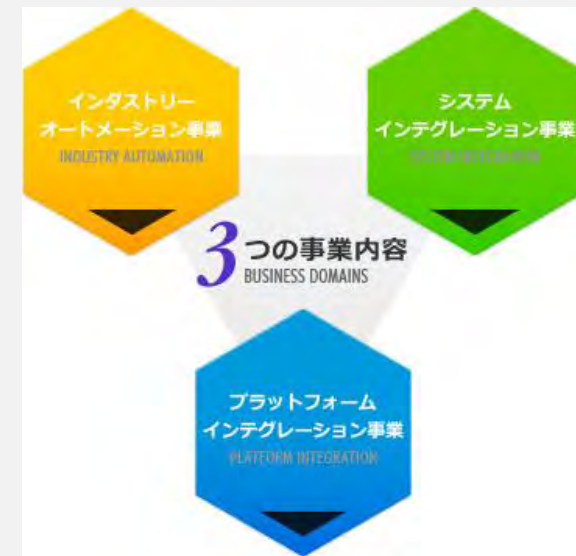 インダストリー
オートメーション事業
INDUSTRY AUTOMATION
システム
インテグレーション事業
SYSTEM INTEGRATION
3つの事業内容
BUSINESS DOMAINS
プラットフォーム
インテグレーション事業
PLATFORM INTEGRATION